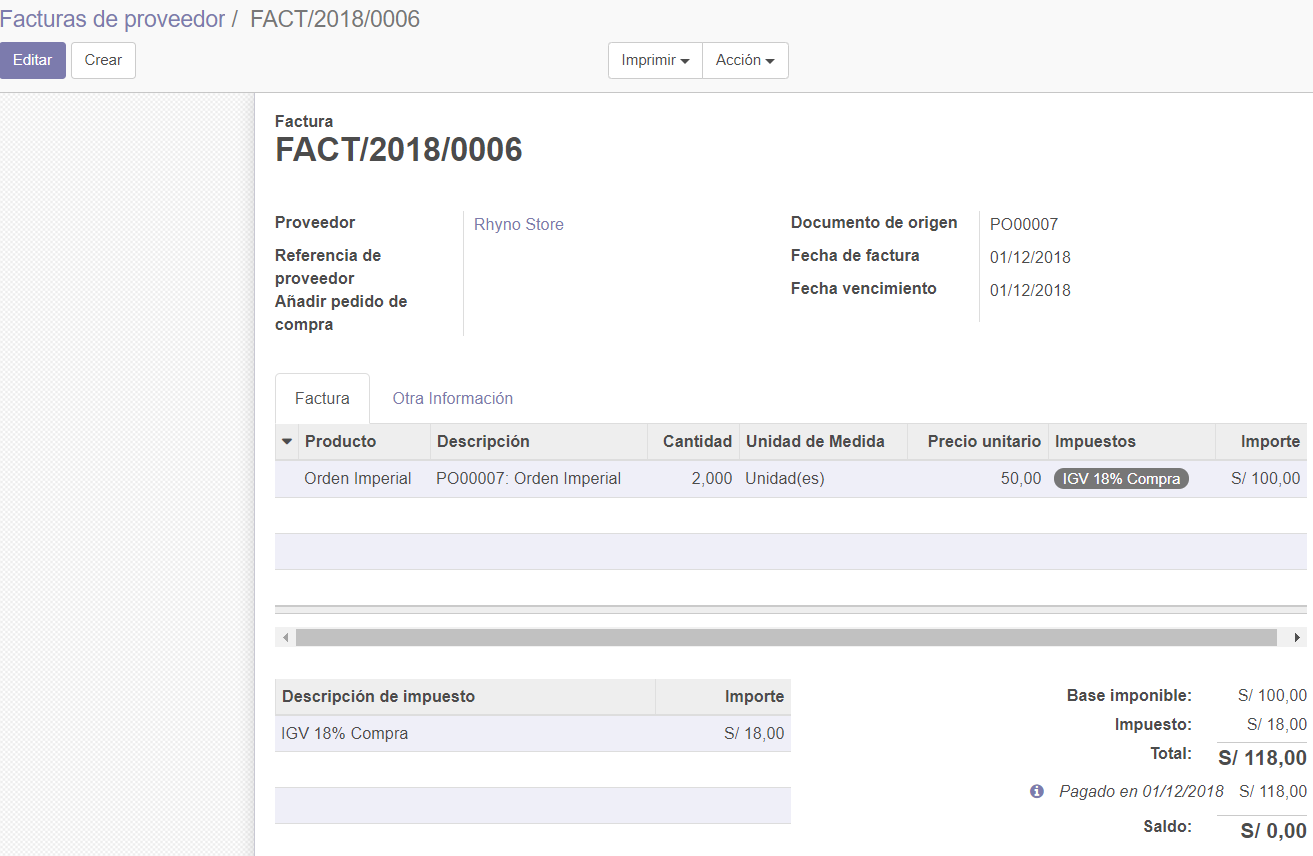 Facturas de proveedor / FACT/2018/0006
Editar Crear Imprimir Acción
Factura
FACT/2018/0006
Proveedor Rhyno Store Documento de origen PO00007
Referencia de Fecha de factura 01/12/2018
proveedor
Añadir pedido de Fecha vencimiento 01/12/2018
compra
Factura Otra Información
Producto Descripción Cantidad Unidad de Medida Precio unitario Impuestos Importe
Orden Imperial PO00007: Orden Imperial 2,000 Unidad(es) 50,00 IGV 18% Compra S/ 100,00
Descripción de impuesto Importe Base imponible: S/ 100,00
IGV 18% Compra S/ 18,00 Impuesto: S/ 18,00
Total: S/ 118,00
Pagado en 01/12/2018 S/ 118,00
Saldo: S/ 0,00